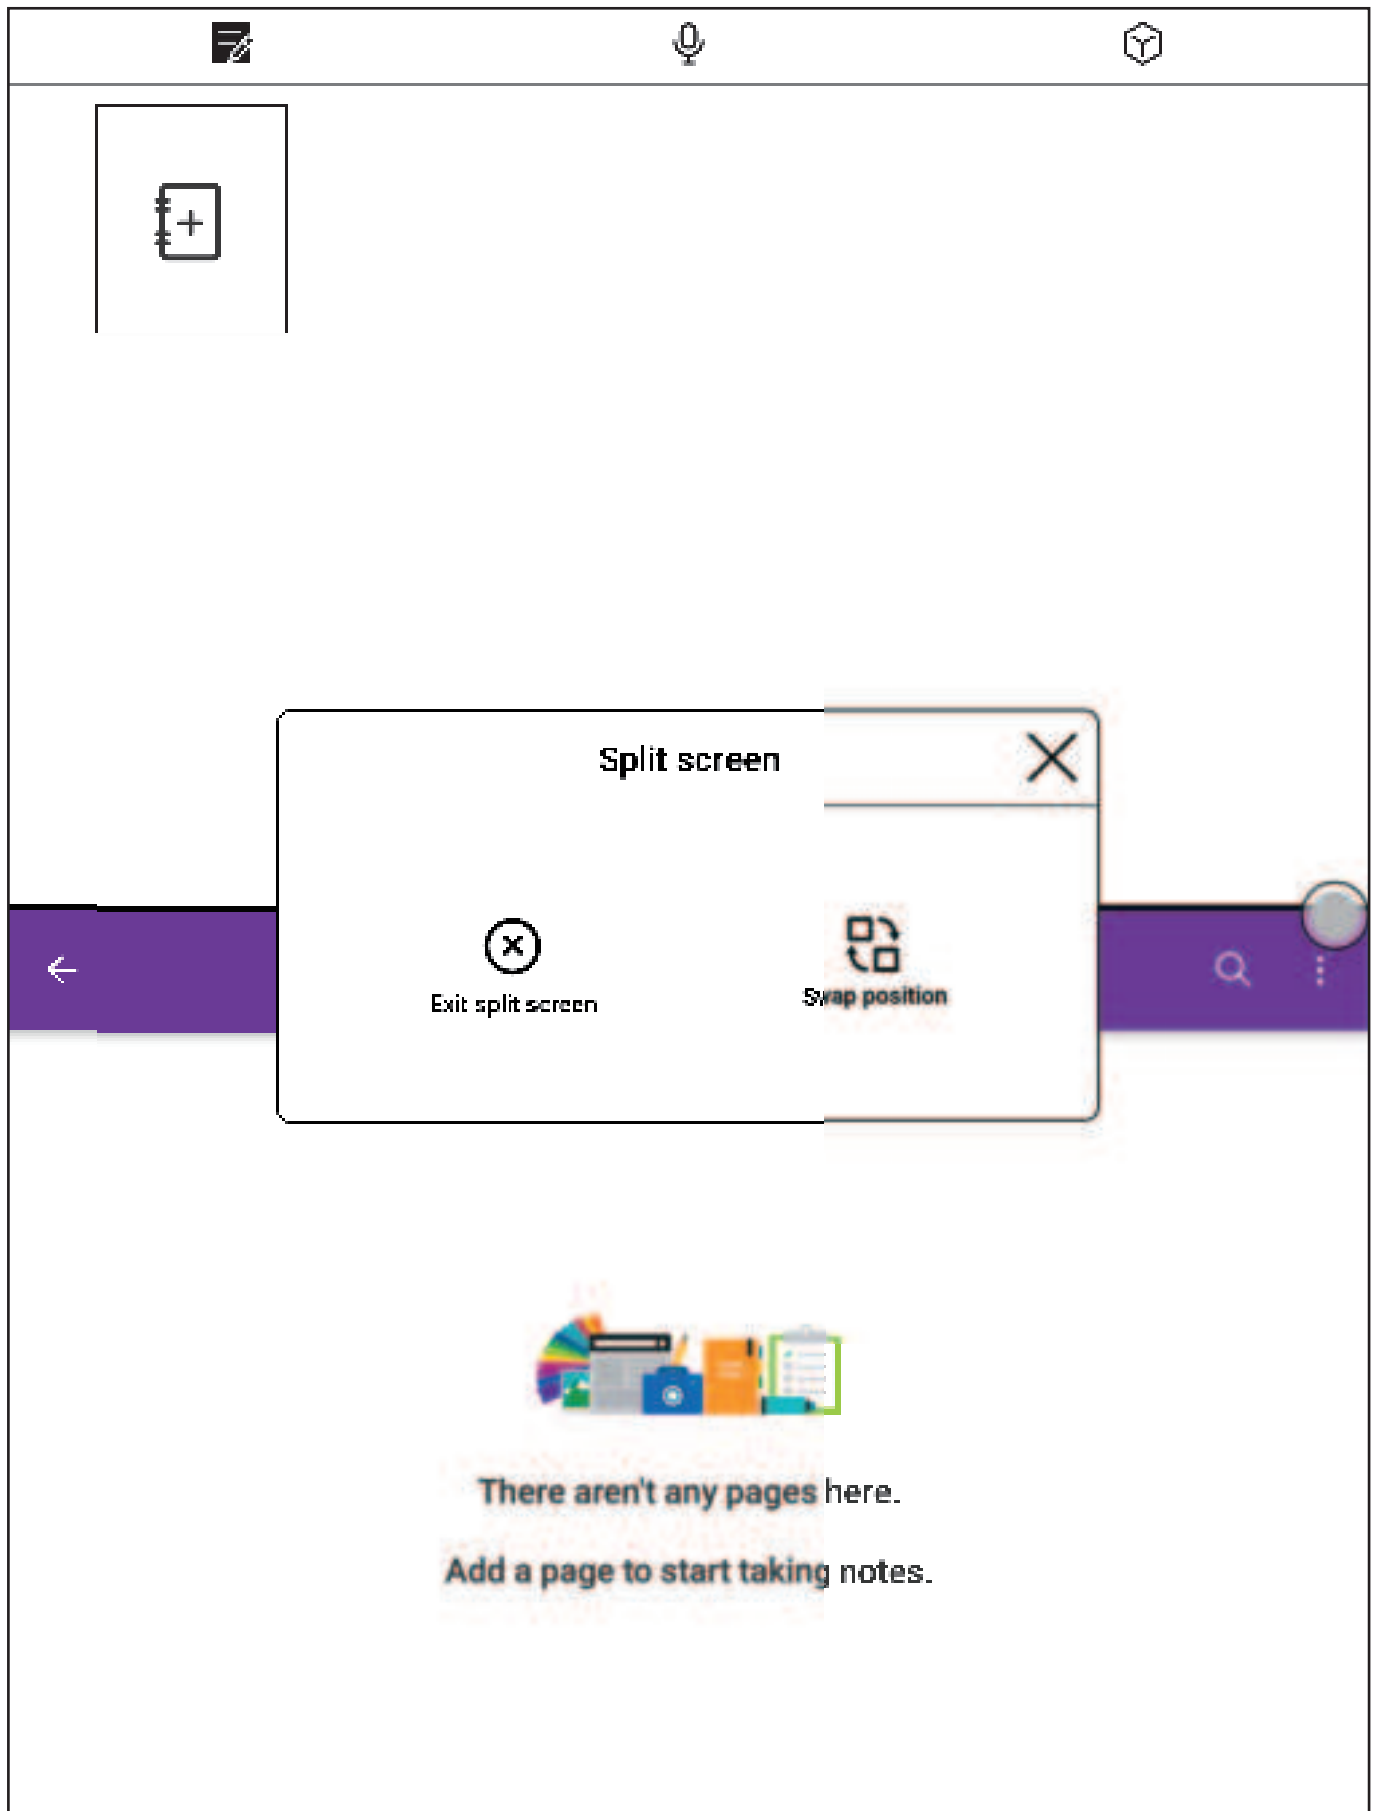 Split screen
Exit split screen
Swap position
There aren't any pages here.
Add a page to start taking notes.